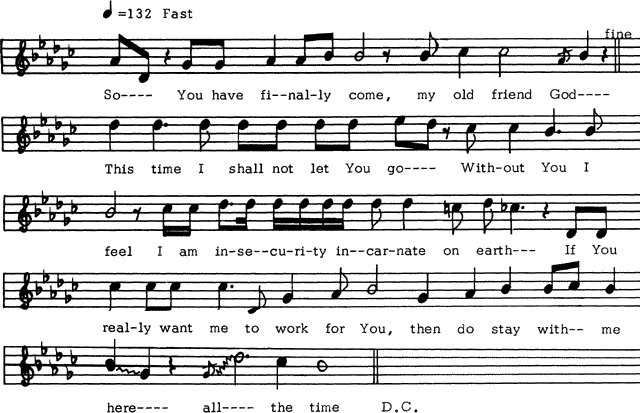 =132 Fast
fine
So---- You have fi--nal-ly come, my old friend God----
This time I shall not let You go---- With-out You I
feel I am in-se--cu-ri-ty in--car-nate on earth--- If You
real-ly want me to work for You, then do stay with-- me
here---- all---- the time D.C.